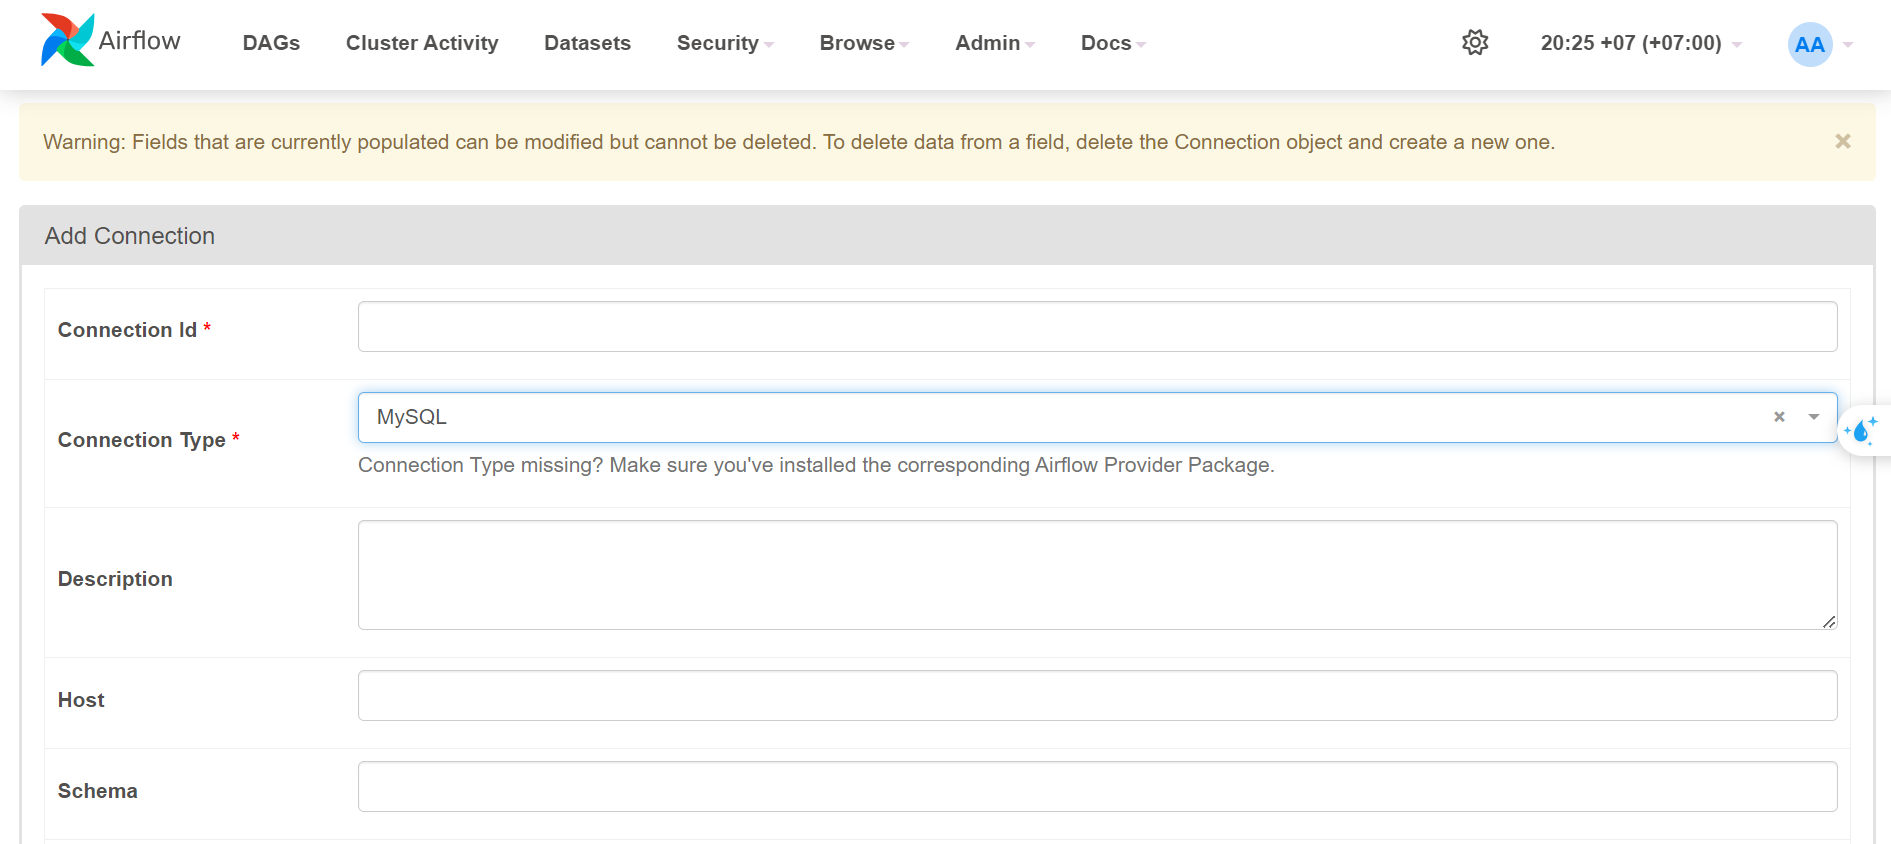 Airflow DAGs Cluster Activity Datasets Security Browse Admin Docs 20:25 +07 (+07:00) AA
Warning: Fields that are currently populated can be modified but cannot be deleted. To delete data from a field, delete the Connection object and create a new one. ×
Add Connection
Connection Id *
Connection Type * MySQL ×
Connection Type missing? Make sure you've installed the corresponding Airflow Provider Package.
Description
Host
Schema